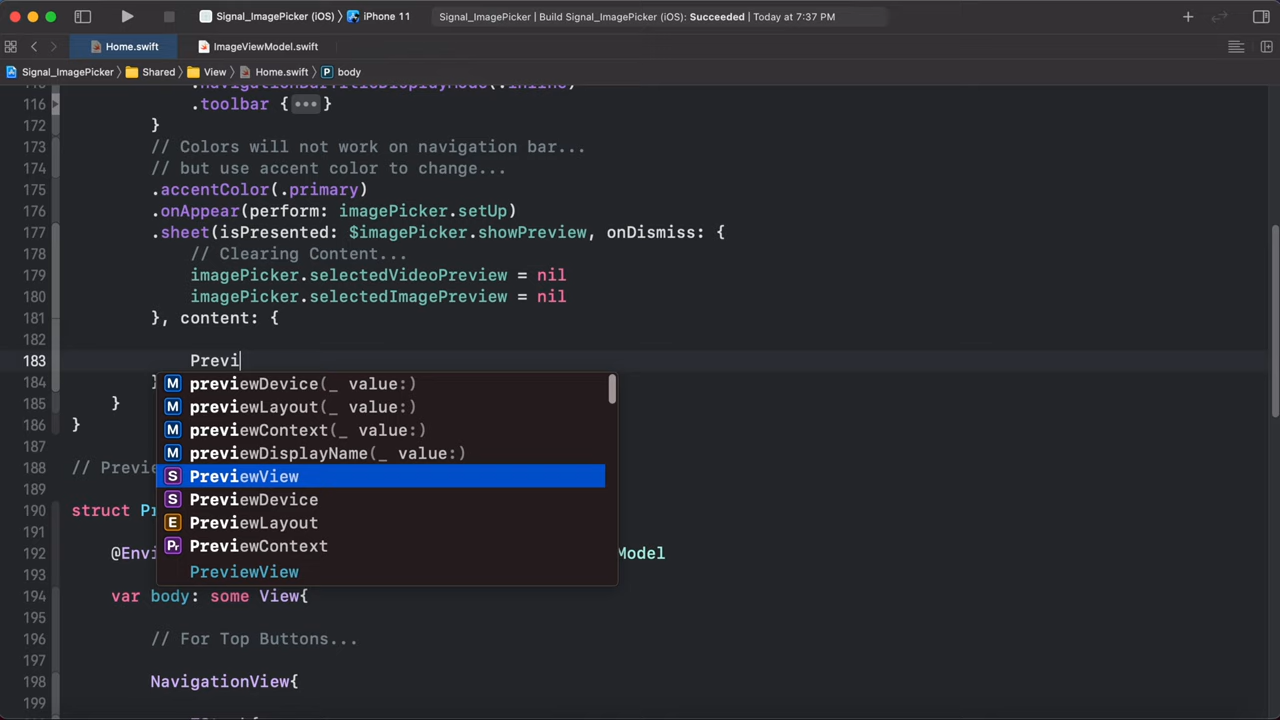 Signal_ImagePicker (iOS) 〉 iPhone 11
Signal_ImagePicker | Build Signal_ImagePicker (iOS): Succeeded | Today at 7:37 PM
Home.swift
ImageViewModel.swift
Signal_ImagePicker 〉 Shared 〉 View 〉 Home.swift 〉 P body
116 .toolbar {•••}
172 }
173 // Colors will not work on navigation bar...
174 // but use accent color to change...
175 .accentColor(.primary)
176 .onAppear(perform: imagePicker.setUp)
177 .sheet(isPresented: $imagePicker.showPreview, onDismiss: {
178 // Clearing Content...
179 imagePicker.selectedVideoPreview = nil
180 imagePicker.selectedImagePreview = nil
181 }, content: {
182
183 Previ
M previewDevice(_ value:)
M previewLayout(_ value:)
M previewContext(_ value:)
M previewDisplayName(_ value:)
S PreviewView
S PreviewDevice
E PreviewLayout
Pr PreviewContext
PreviewView
184 }
185 }
186 }
187
188 // Previe
189
190 struct Pr
191
192 @Envi Model
193
194 var body: some View{
195
196 // For Top Buttons...
197
198 NavigationView{
199